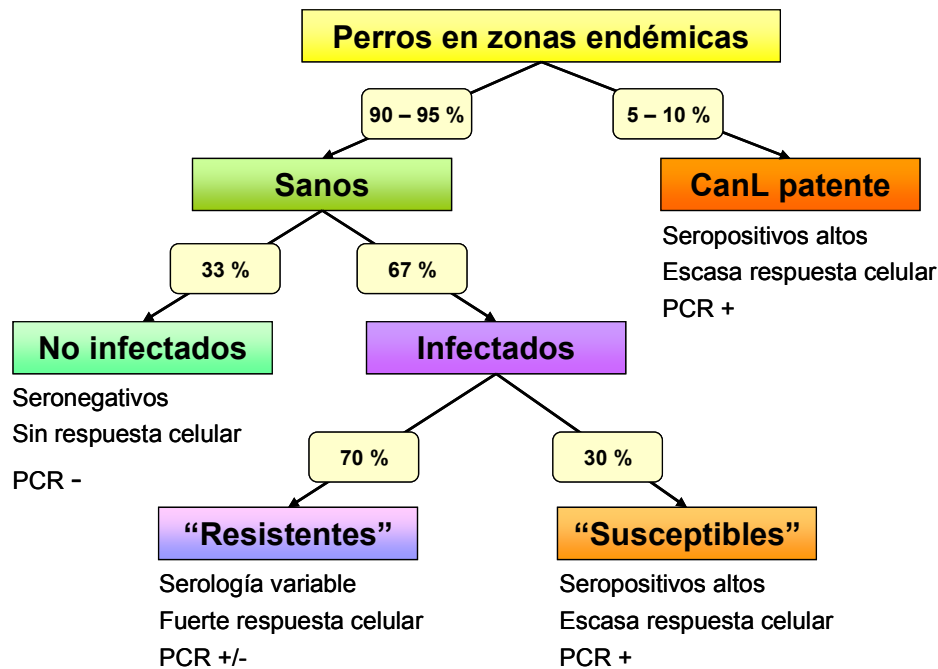 Perros en zonas endémicas
90 – 95 %
5 – 10 %
Sanos
CanL patente
Seropositivos altos
Escasa respuesta celular
PCR +
33 %
67 %
No infectados
Seronegativos
Sin respuesta celular
PCR -
Infectados
70 %
30 %
“Resistentes”
Serología variable
Fuerte respuesta celular
PCR +/-
“Susceptibles”
Seropositivos altos
Escasa respuesta celular
PCR +